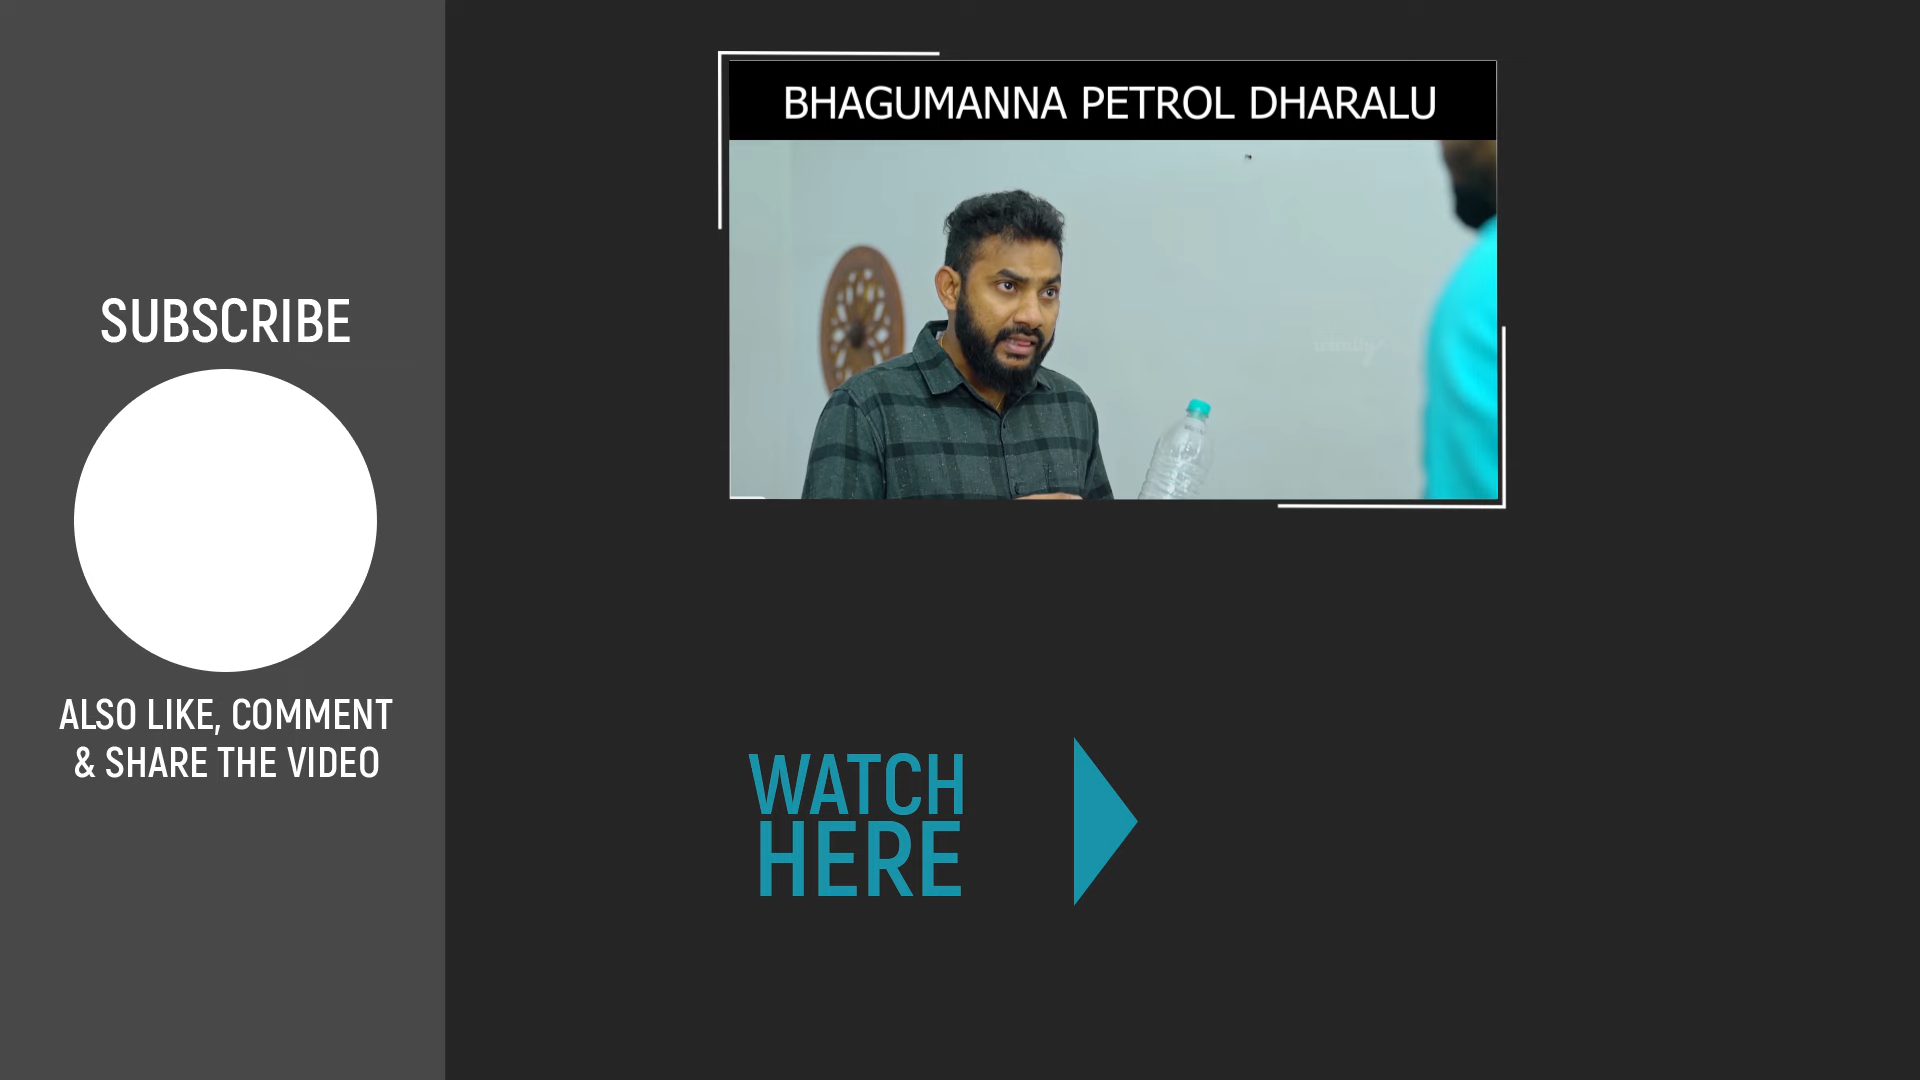 SUBSCRIBE
ALSO LIKE, COMMENT
& SHARE THE VIDEO
BHAGUMANNA PETROL DHARALU
WATCH
HERE